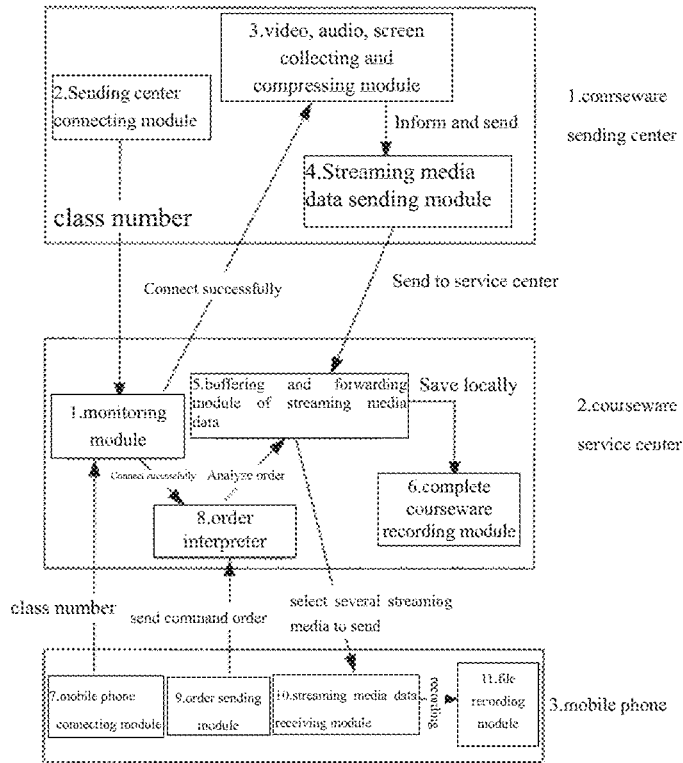 3.video, audio, screen
collecting and
compressing module
2.Sending center
connecting module
1.courseware
sending center
Inform and send
4.Streaming media
data sending module
class number
Connect successfully
Send to service center
5.buffering and forwarding
module of streaming media
data
Save locally
1.monitoring
module
2.courseware
service center
Connect successfully
Analyze order
6.complete
courseware
recording module
8.order
interpreter
class number
send command order
select several streaming
media to send
7.mobile phone
connecting module
9.order sending
module
10.streaming media data
receiving module
recording
11.file
recording
module
3.mobile phone